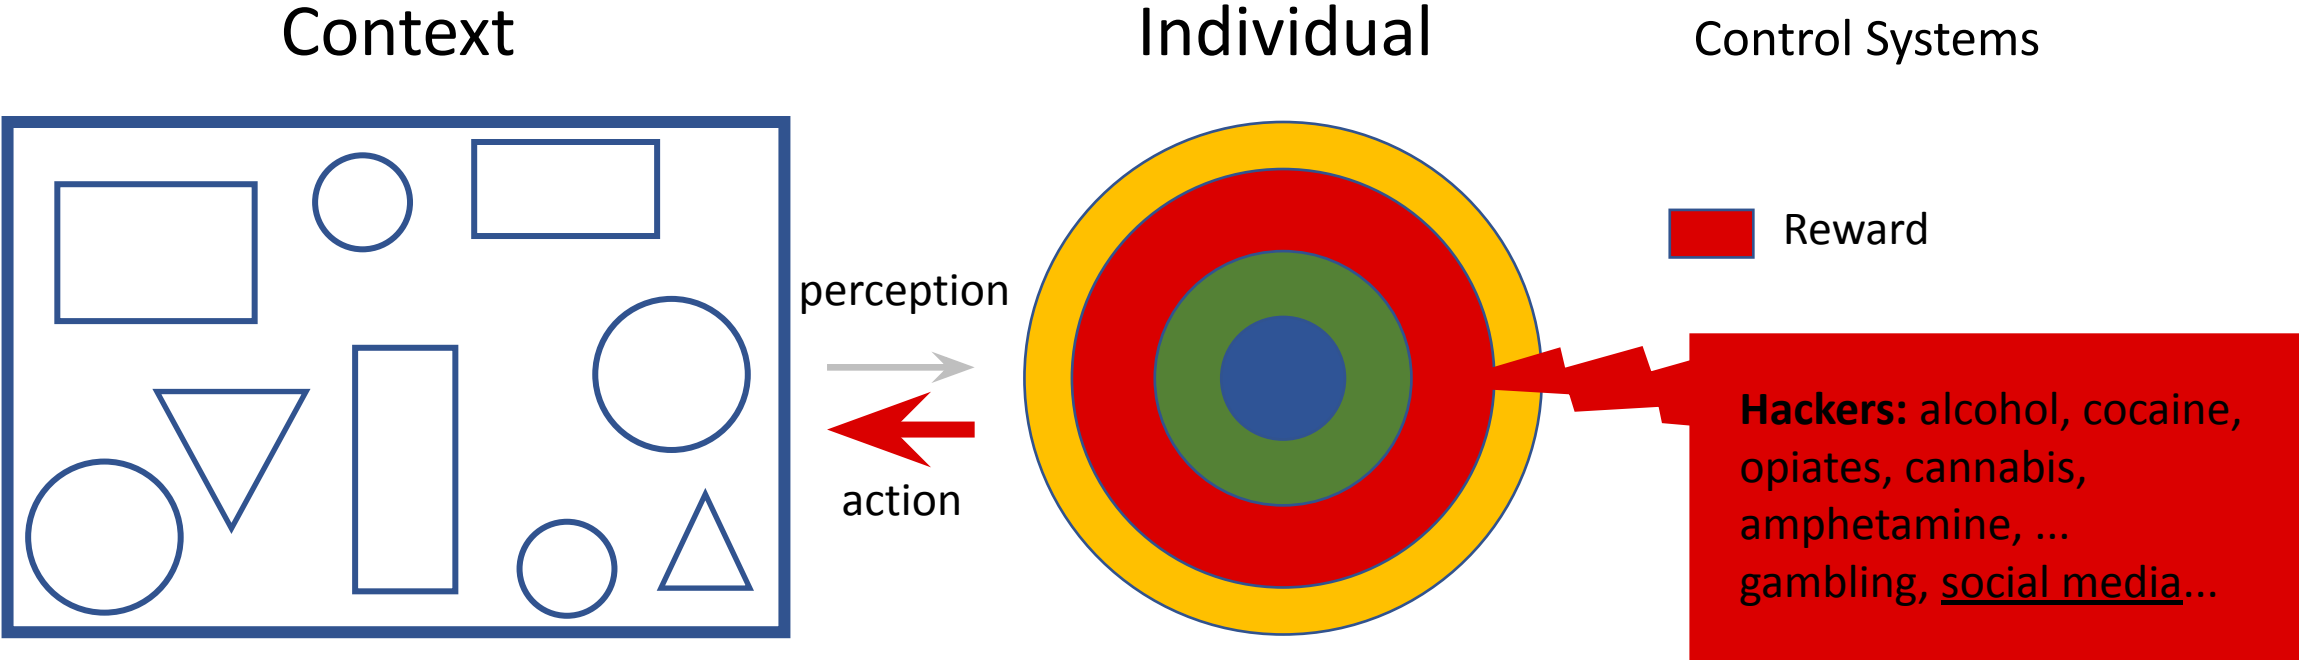 Context
Individual
Control Systems
Reward
perception
action
Hackers: alcohol, cocaine,
opiates, cannabis,
amphetamine, ...
gambling, social media...